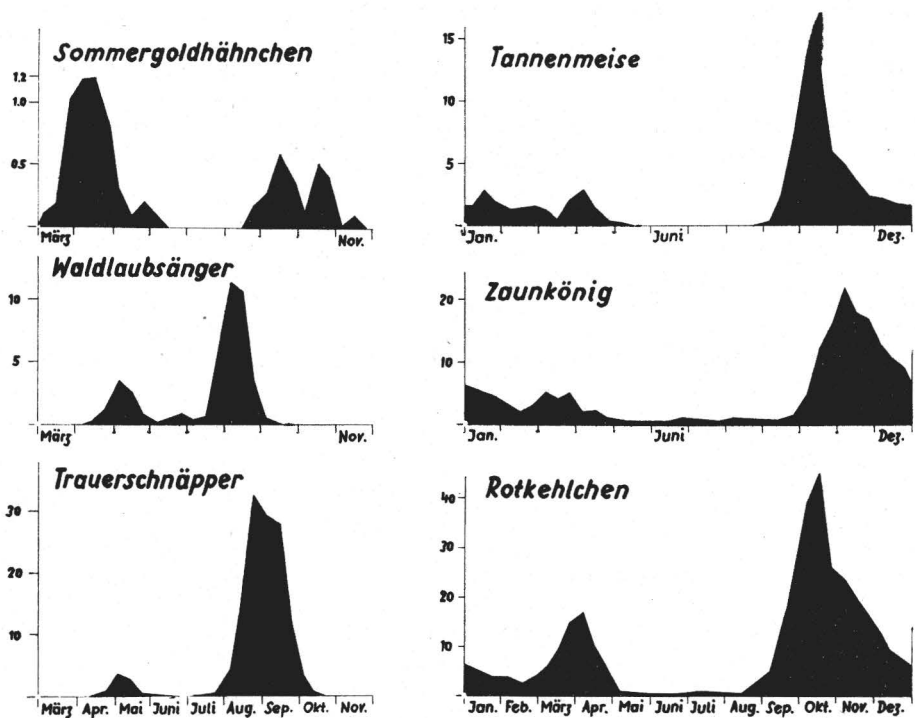 Sommergoldhähnchen
1.2
1.0
0.5
März Nov.
Tannenmeise
15
10
5
Jan. Juni Dez.
Waldlaubsänger
10
5
März Nov.
Zaunkönig
20
10
Jan. Juni Dez.
Trauerschnäpper
30
20
10
März Apr. Mai Juni Juli Aug. Sep. Okt. Nov.
Rotkehlchen
40
30
20
10
Jan. Feb. März Apr. Mai Juni Juli Aug. Sep. Okt. Nov. Dez.